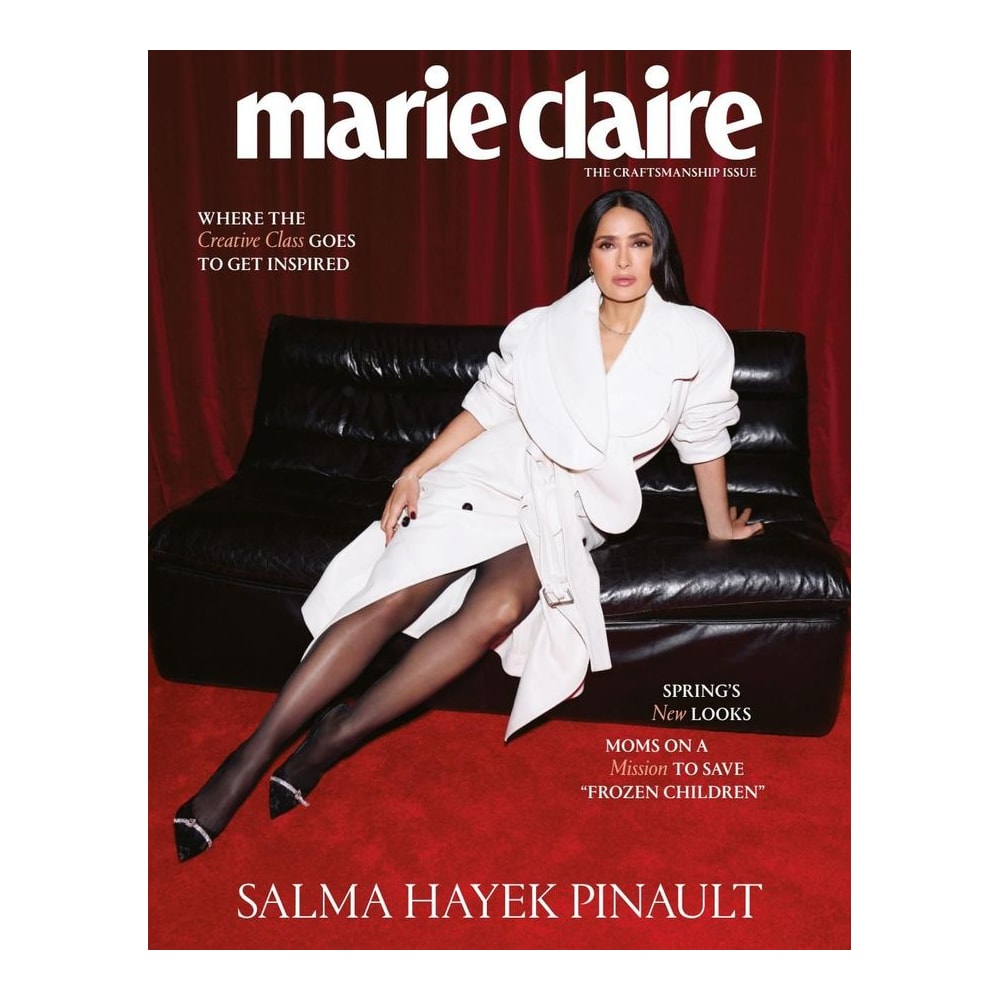 marie claire
THE CRAFTSMANSHIP ISSUE
WHERE THE
Creative Class GOES
TO GET INSPIRED
SPRING’S
New LOOKS
MOMS ON A
Mission TO SAVE
“FROZEN CHILDREN”
SALMA HAYEK PINAULT